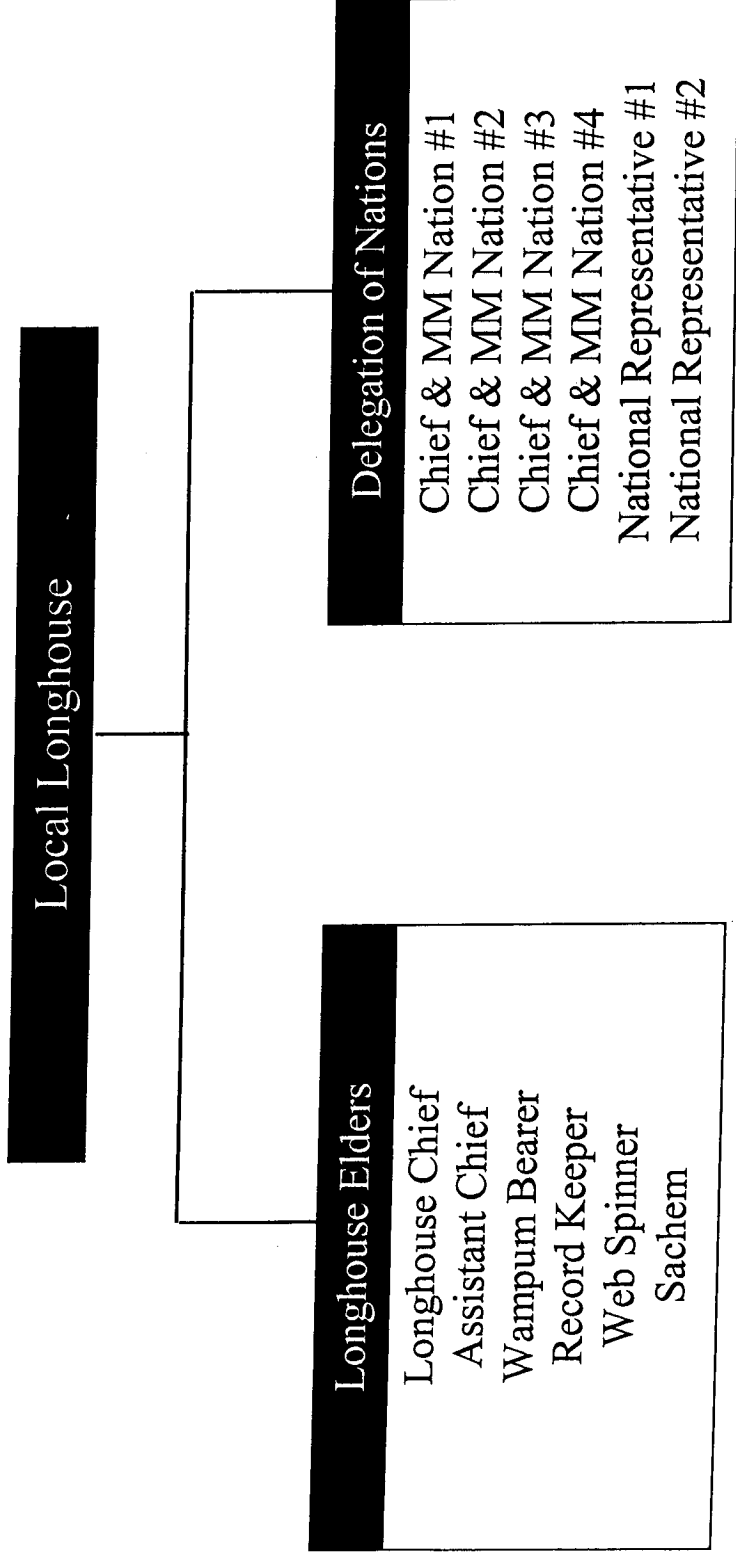 Local Longhouse
Longhouse Elders
Longhouse Chief
Assistant Chief
Wampum Bearer
Record Keeper
Web Spinner
Sachem
Delegation of Nations
Chief & MM Nation #1
Chief & MM Nation #2
Chief & MM Nation #3
Chief & MM Nation #4
National Representative #1
National Representative #2